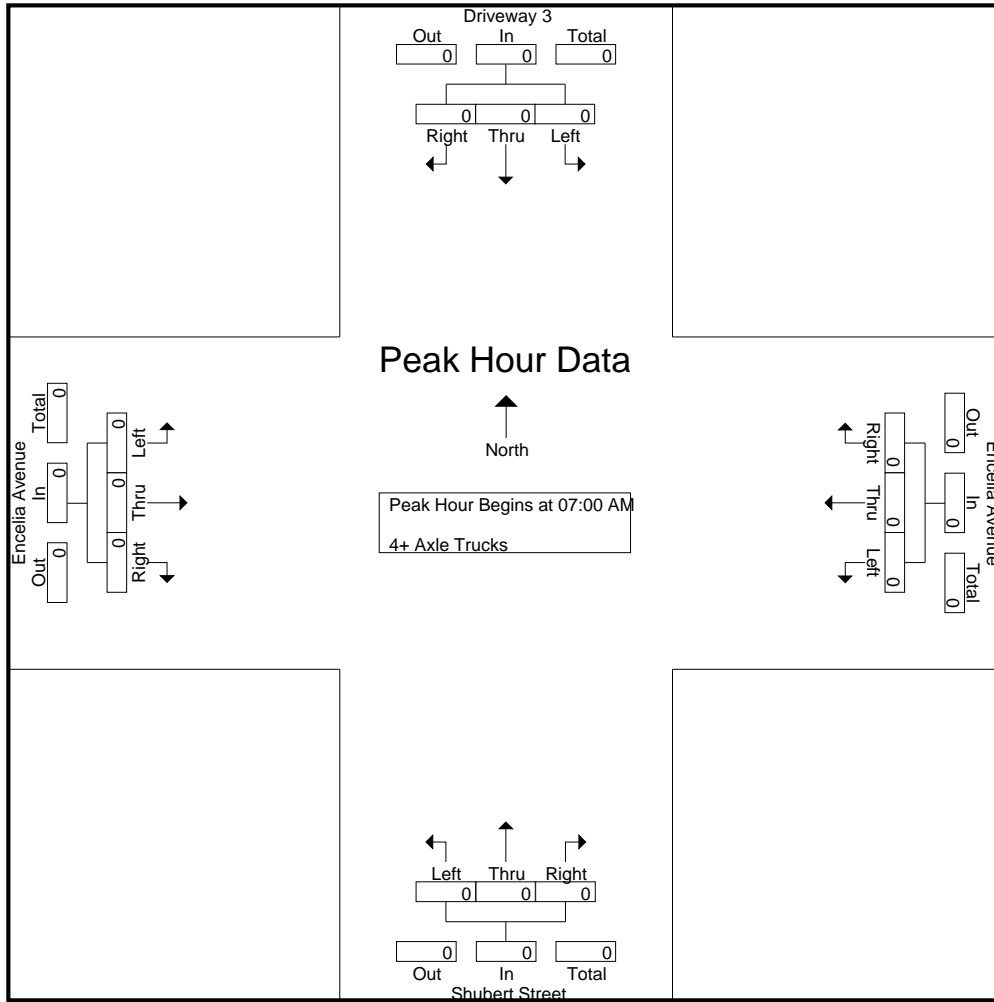 Driveway 3
Out In Total
0 0 0
0 0 0
Right Thru Left
Peak Hour Data
North
Peak Hour Begins at 07:00 AM
4+ Axle Trucks
Encelia Avenue
Out In Total
0 0 0
0 0 0
Left Thru Right
Encelia Avenue
Out In Total
0 0 0
0 0 0
Right Thru Left
Left Thru Right
0 0 0
0 0 0
Out In Total
Shubert Street